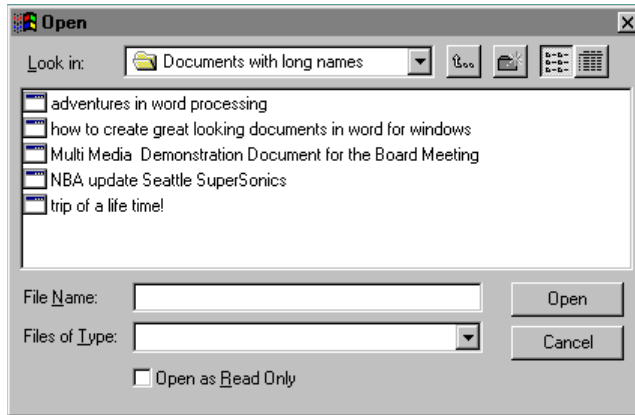 Open
Look in: Documents with long names
adventures in word processing
how to create great looking documents in word for windows
Multi Media  Demonstration Document for the Board Meeting
NBA update Seattle SuperSonics
trip of a life time!
File Name: Open
Files of Type: Cancel
Open as Read Only